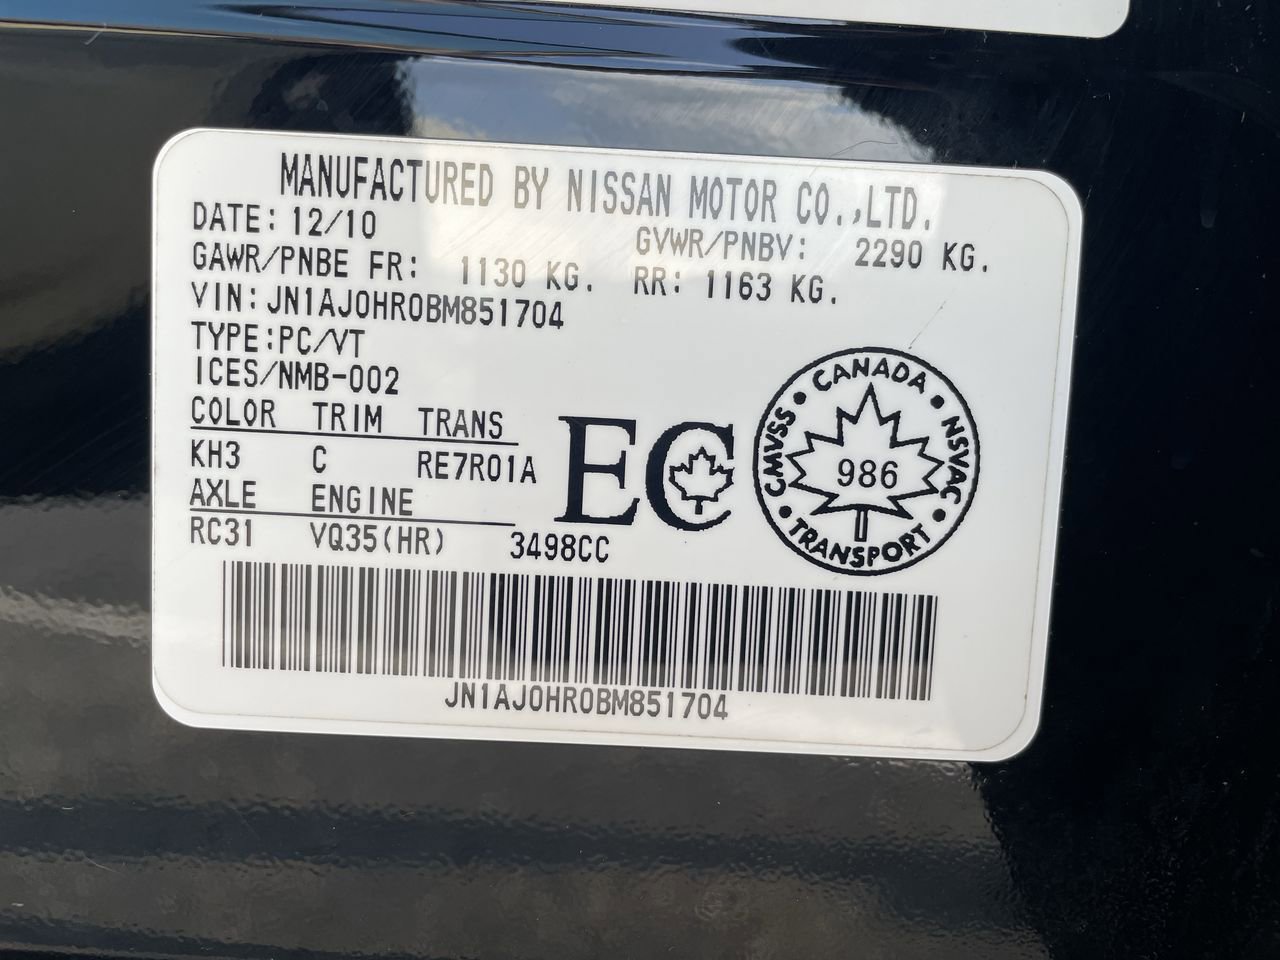 MANUFACTURED BY NISSAN MOTOR CO.,LTD.
DATE: 12/10 GVWR/PNBV: 2290 KG.
GAWR/PNBE FR: 1130 KG. RR: 1163 KG.
VIN: JN1AJ0HR0BM851704
TYPE:PC/VT
ICES/NMB-002
COLOR TRIM TRANS
KH3 C RE7R01A
AXLE ENGINE
RC31 VQ35(HR) 3498CC
EC
CANADA • NSVAC • TRANSPORT • CMVSS •
986
JN1AJ0HR0BM851704